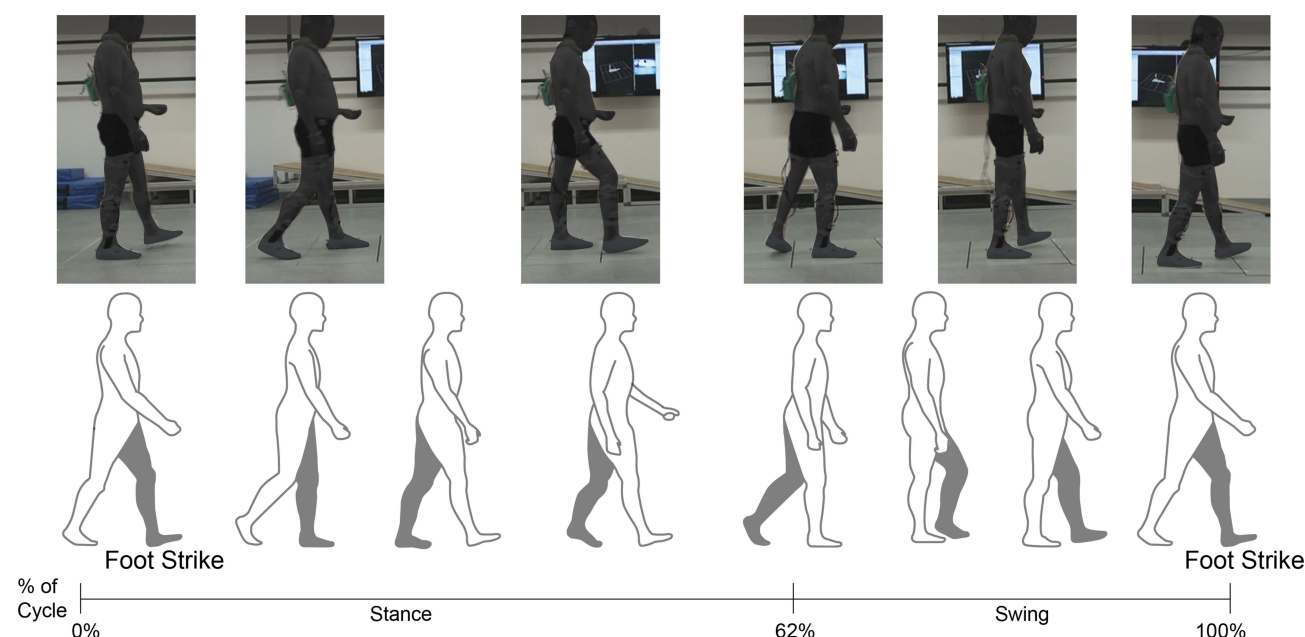 Foot Strike
Foot Strike
% of
Cycle
Stance
Swing
0%
62%
100%